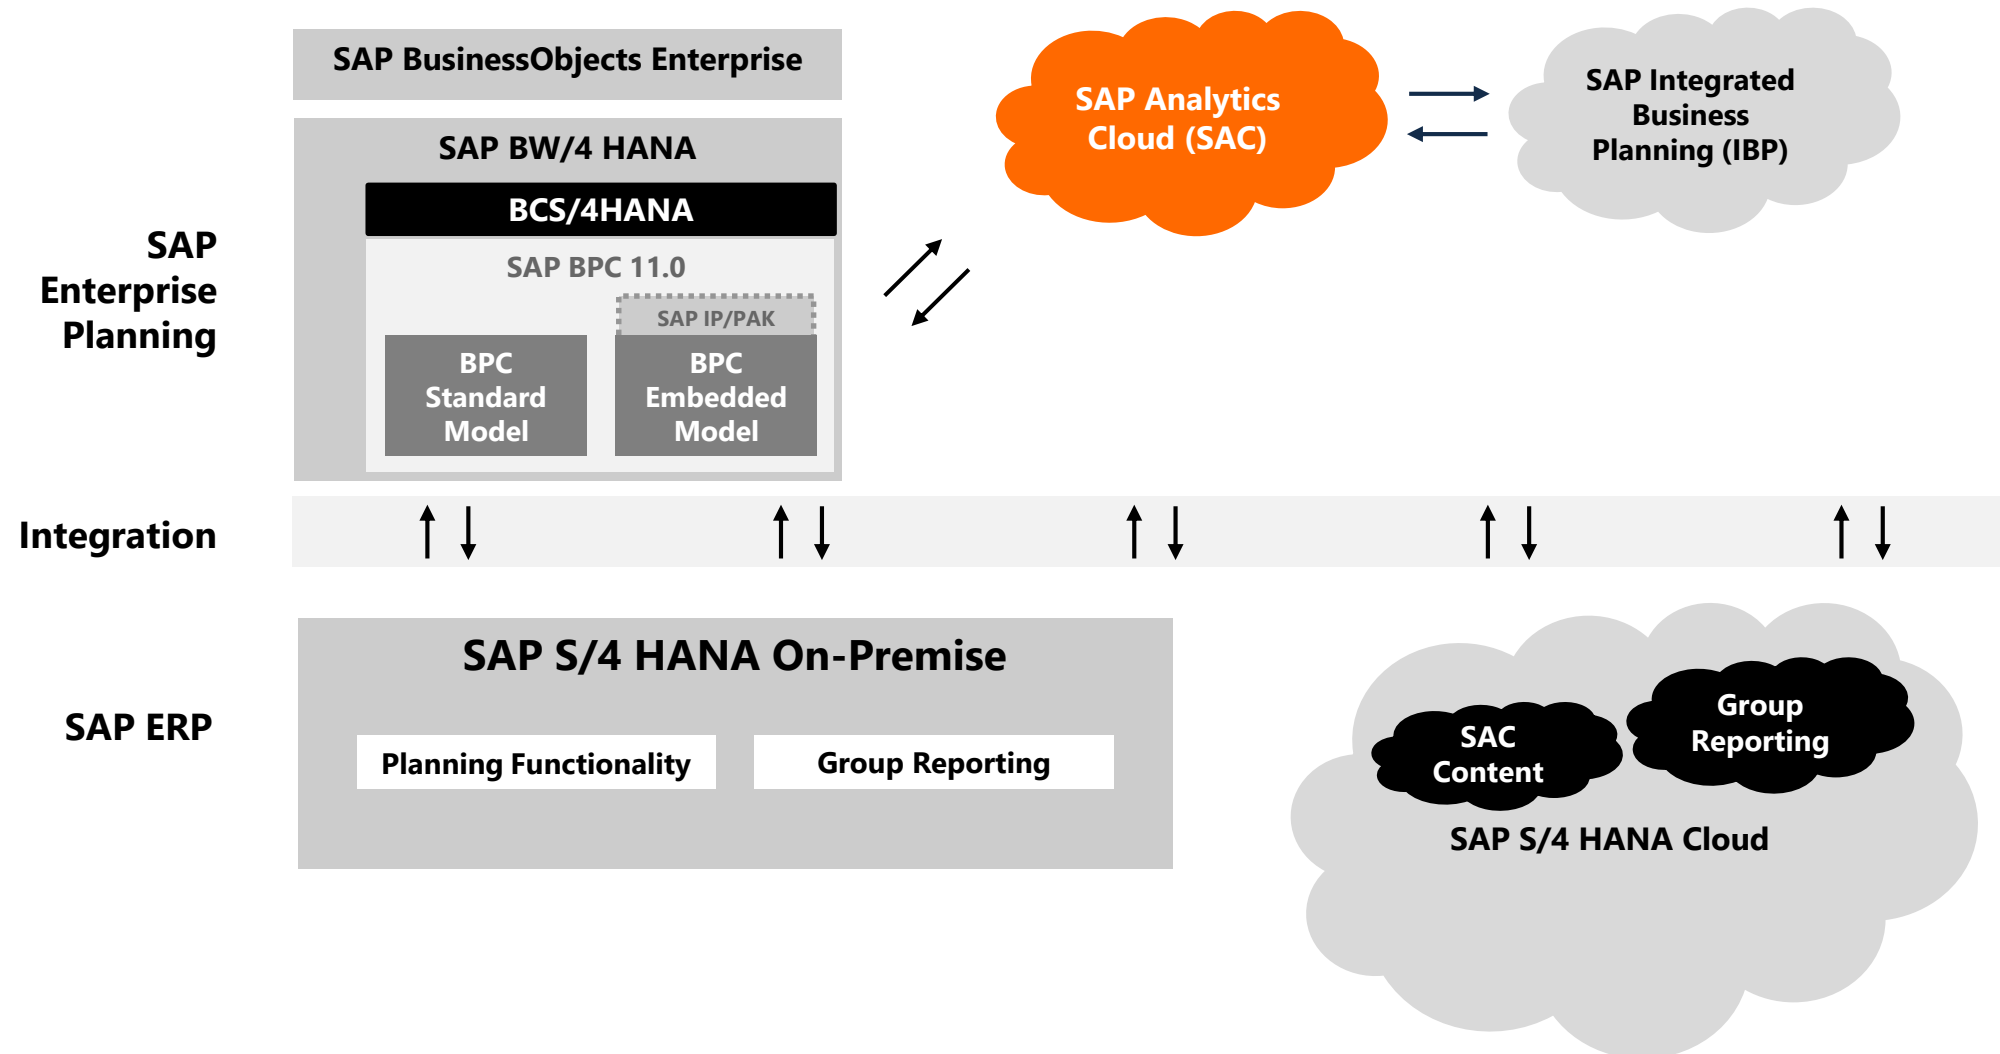 SAP BusinessObjects Enterprise
SAP BW/4 HANA
BCS/4HANA
SAP BPC 11.0
SAP IP/PAK
BPC
Standard
Model
BPC
Embedded
Model
SAP Analytics
Cloud (SAC)
SAP Integrated
Business
Planning (IBP)
SAP
Enterprise
Planning
Integration
SAP ERP
SAP S/4 HANA On-Premise
Planning Functionality
Group Reporting
SAC
Content
Group
Reporting
SAP S/4 HANA Cloud